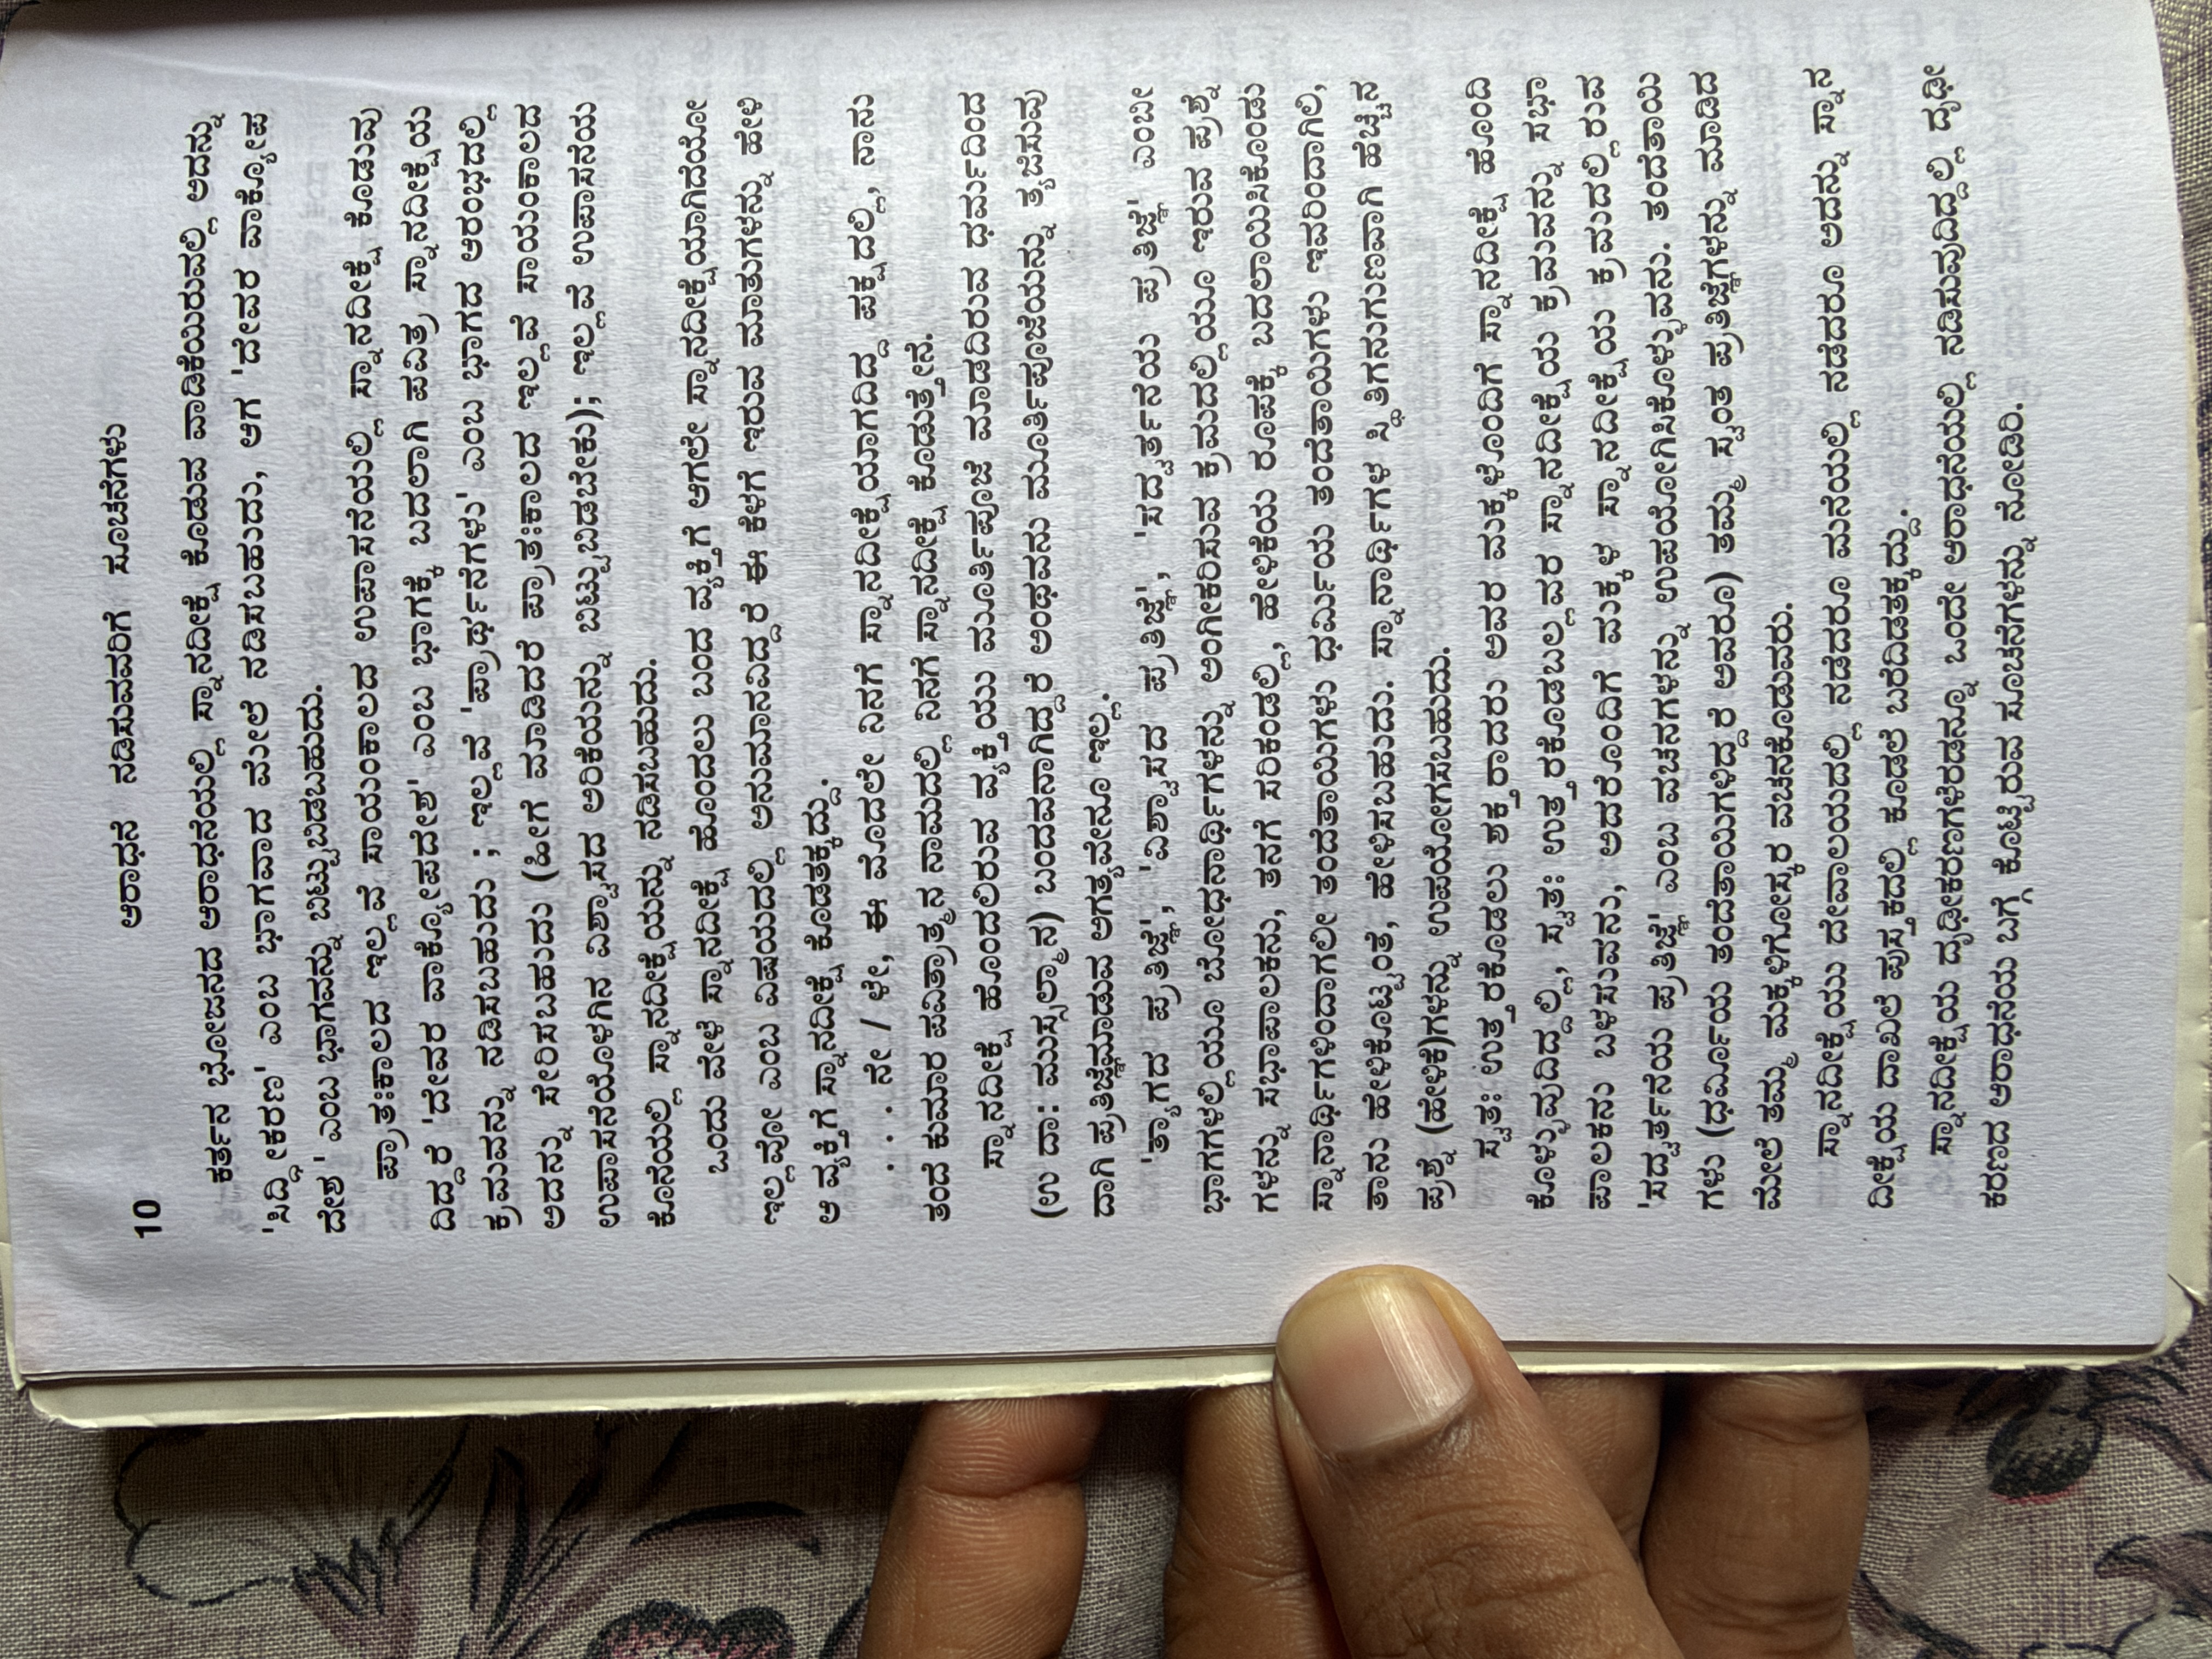 10
ಆರಾಧನೆ ನಡಿಸುವವರಿಗೆ ಸೂಚನೆಗಳು
ಕರ್ತನ ಭೋಜನದ ಆರಾಧನೆಯಲ್ಲಿ ಸ್ನಾನದೀಕ್ಷೆ ಕೊಡುವ ವಾಡಿಕೆಯಿರುವಲ್ಲಿ ಅದನ್ನು
'ಸಿದ್ಧೀಕರಣ' ಎಂಬ ಭಾಗವಾದ ಮೇಲೆ ನಡಿಸಬಹುದು, ಆಗ 'ದೇವರ ವಾಕ್ಯೋಪ
ದೇಶ ' ಎಂಬ ಭಾಗವನ್ನು ಬಿಟ್ಟುಬಿಡಬಹುದು.
ಪ್ರಾತಃಕಾಲದ ಇಲ್ಲವೆ ಸಾಯಂಕಾಲದ ಉಪಾಸನೆಯಲ್ಲಿ ಸ್ನಾನದೀಕ್ಷೆ ಕೊಡುವು
ದಿದ್ದರೆ 'ದೇವರ ವಾಕ್ಯೋಪದೇಶ' ಎಂಬ ಭಾಗಕ್ಕೆ ಬದಲಾಗಿ ಪವಿತ್ರ ಸ್ನಾನದೀಕ್ಷೆಯ
ಕ್ರಮವನ್ನು ನಡಿಸಬಹುದು ; ಇಲ್ಲವೆ 'ಪ್ರಾರ್ಥನೆಗಳು' ಎಂಬ ಭಾಗದ ಆರಂಭದಲ್ಲಿ
ಅದನ್ನು ಸೇರಿಸಬಹುದು (ಹೀಗೆ ಮಾಡಿದರೆ ಪ್ರಾತಃಕಾಲದ ಇಲ್ಲವೆ ಸಾಯಂಕಾಲದ
ಉಪಾಸನೆಯೊಳಗಿನ ವಿಶ್ವಾಸದ ಅರಿಕೆಯನ್ನು ಬಿಟ್ಟುಬಿಡಬೇಕು); ಇಲ್ಲವೆ ಉಪಾಸನೆಯ
ಕೊನೆಯಲ್ಲಿ ಸ್ನಾನದೀಕ್ಷೆಯನ್ನು ನಡಿಸಬಹುದು.
ಒಂದು ವೇಳೆ ಸ್ನಾನದೀಕ್ಷೆ ಹೊಂದಲು ಬಂದ ವ್ಯಕ್ತಿಗೆ ಆಗಲೇ ಸ್ನಾನದೀಕ್ಷೆಯಾಗಿದೆಯೋ
ಇಲ್ಲವೋ ಎಂಬ ವಿಷಯದಲ್ಲಿ ಅನುಮಾನವಿದ್ದರೆ ಈ ಕೆಳಗೆ ಇರುವ ಮಾತುಗಳನ್ನು ಹೇಳಿ
ಆ ವ್ಯಕ್ತಿಗೆ ಸ್ನಾನದೀಕ್ಷೆ ಕೊಡತಕ್ಕದ್ದು.
. . . ನೇ / ಳೇ, ಈ ಮೊದಲೇ ನಿನಗೆ ಸ್ನಾನದೀಕ್ಷೆಯಾಗದಿದ್ದ ಪಕ್ಷದಲ್ಲಿ, ನಾನು
ತಂದೆ ಕುಮಾರ ಪವಿತ್ರಾತ್ಮನ ನಾಮದಲ್ಲಿ ನಿನಗೆ ಸ್ನಾನದೀಕ್ಷೆ ಕೊಡುತ್ತೇನೆ.
ಸ್ನಾನದೀಕ್ಷೆ ಹೊಂದಲಿರುವ ವ್ಯಕ್ತಿಯು ಮೂರ್ತಿಪೂಜೆ ಮಾಡದಿರುವ ಧರ್ಮದಿಂದ
(ಉ ದಾ: ಮುಸ್ಸಲ್ಮಾನ) ಬಂದವನಾಗಿದ್ದರೆ ಅಂಥವನು ಮೂರ್ತಿಪೂಜೆಯನ್ನು ತ್ಯಜಿಸುವು
ದಾಗಿ ಪ್ರತಿಜ್ಞೆಮಾಡುವ ಅಗತ್ಯವೇನೂ ಇಲ್ಲ.
'ತ್ಯಾಗದ ಪ್ರತಿಜ್ಞೆ', 'ವಿಶ್ವಾಸದ ಪ್ರತಿಜ್ಞೆ', 'ಸದ್ವರ್ತನೆಯ ಪ್ರತಿಜ್ಞೆ' ಎಂಬೀ
ಭಾಗಗಳಲ್ಲಿಯೂ ಬೋಧನಾರ್ಥಿಗಳನ್ನು ಅಂಗೀಕರಿಸುವ ಕ್ರಮದಲ್ಲಿಯೂ ಇರುವ ಪ್ರಶ್ನೆ
ಗಳನ್ನು ಸಭಾಪಾಲಕನು, ತನಗೆ ಸರಿಕಂಡಲ್ಲಿ, ಹೇಳಿಕೆಯ ರೂಪಕ್ಕೆ ಬದಲಾಯಿಸಿಕೊಂಡು
ಸ್ನಾನಾರ್ಥಿಗಳಿಂದಾಗಲೀ ತಂದೆತಾಯಿಗಳು ಧರ್ಮಿಯ ತಂದೆತಾಯಿಗಳು ಇವರಿಂದಾಗಿಲಿ,
ತಾನು ಹೇಳಿಕೊಟ್ಟಂತೆ, ಹೇಳಿಸಬಹುದು. ಸ್ನಾನಾರ್ಥಿಗಳ ಸ್ಥಿತಿಗನುಗುಣವಾಗಿ ಹೆಚ್ಚಿನ
ಪ್ರಶ್ನೆ (ಹೇಳಿಕೆ)ಗಳನ್ನು ಉಪಯೋಗಸಬಹುದು.
ಸ್ವತಃ ಉತ್ತರಕೊಡಲು ಶಕ್ತರಾದರು ಅವರ ಮಕ್ಕಳೊಂದಿಗೆ ಸ್ನಾನದೀಕ್ಷೆ ಹೊಂದಿ
ಕೊಳ್ಳುವುದಿದ್ದಲ್ಲಿ, ಸ್ವತಃ ಉತ್ತರಕೊಡಬಲ್ಲವರ ಸ್ನಾನದೀಕ್ಷೆಯ ಕ್ರಮವನ್ನು ಸಭಾ
ಪಾಲಕನು ಬಳಸುವನು, ಅದರೊಂದಿಗೆ ಮಕ್ಕಳ ಸ್ನಾನದೀಕ್ಷೆಯ ಕ್ರಮದಲ್ಲಿರುವ
'ಸದ್ವರ್ತನೆಯ ಪ್ರತಿಜ್ಞೆ' ಎಂಬ ವಚನಗಳನ್ನು ಉಪಯೋಗಿಸಿಕೊಳ್ಳುವನು. ತಂದೆತಾಯಿ
ಗಳು (ಧರ್ಮೀಯ ತಂದೆತಾಯಿಗಳಿದ್ದರೆ ಅವರೂ) ತಮ್ಮ ಸ್ವಂತ ಪ್ರತಿಜ್ಞೆಗಳನ್ನು ಮಾಡಿದ
ಮೇಲೆ ತಮ್ಮ ಮಕ್ಕಳಿಗೋಸ್ಕರ ವಚನಕೊಡುವರು.
ಸ್ನಾನದೀಕ್ಷೆಯು ದೇವಾಲಯದಲ್ಲಿ ನಡೆದರೂ ಮನೆಯಲ್ಲಿ ನಡೆದರೂ ಅದನ್ನು ಸ್ನಾನ
ದೀಕ್ಷೆಯ ದಾಖಲೆ ಪುಸ್ತಕದಲ್ಲಿ ಕೂಡಲೆ ಬರೆದಿಡತಕ್ಕದ್ದು.
ಸ್ನಾನದೀಕ್ಷೆಯ ದೃಢೀಕರಣಗಳೆರಡನ್ನೂ ಒಂದೇ ಆರಾಧನೆಯಲ್ಲಿ ನಡಿಸುವುದಿದ್ದಲ್ಲಿ ದೃಢೀ
ಕರಣದ ಆರಾಧನೆಯ ಬಗ್ಗೆ ಕೊಟ್ಟಿರುವ ಸೂಚನೆಗಳನ್ನು ನೋಡಿರಿ.